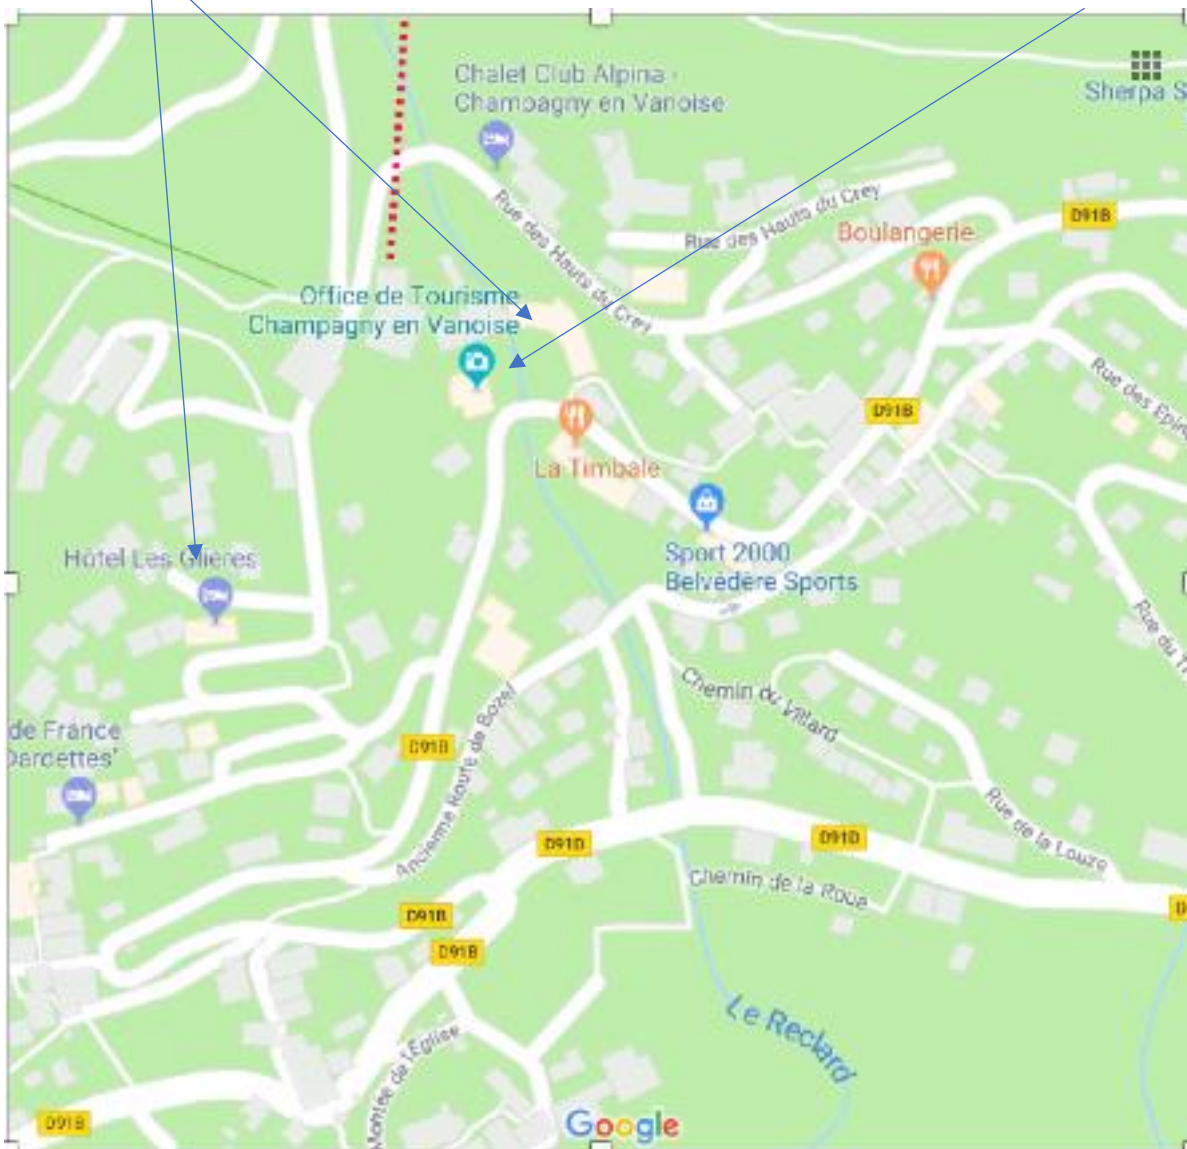 Chalet Club Alpina -
Champagny en Vanoise
Sherpa S
Rue des Hauts du Crey
Rue des Hauts du Crey
D91B
Boulangerie
Office de Tourisme
Champagny en Vanoise
Rue des Epin
D91B
La Timbale
Hôtel Les Glières
Sport 2000
Belvédère Sports
Rue du T
Chemin du Villard
de France
Dardettes'
D91B
Ancienne Route de Bozel
Rue de la Louze
D91D
D91D
Chemin de la Roue
D91B
D
D91B
Le Reclard
Montée de l'Eglise
D91B
Google